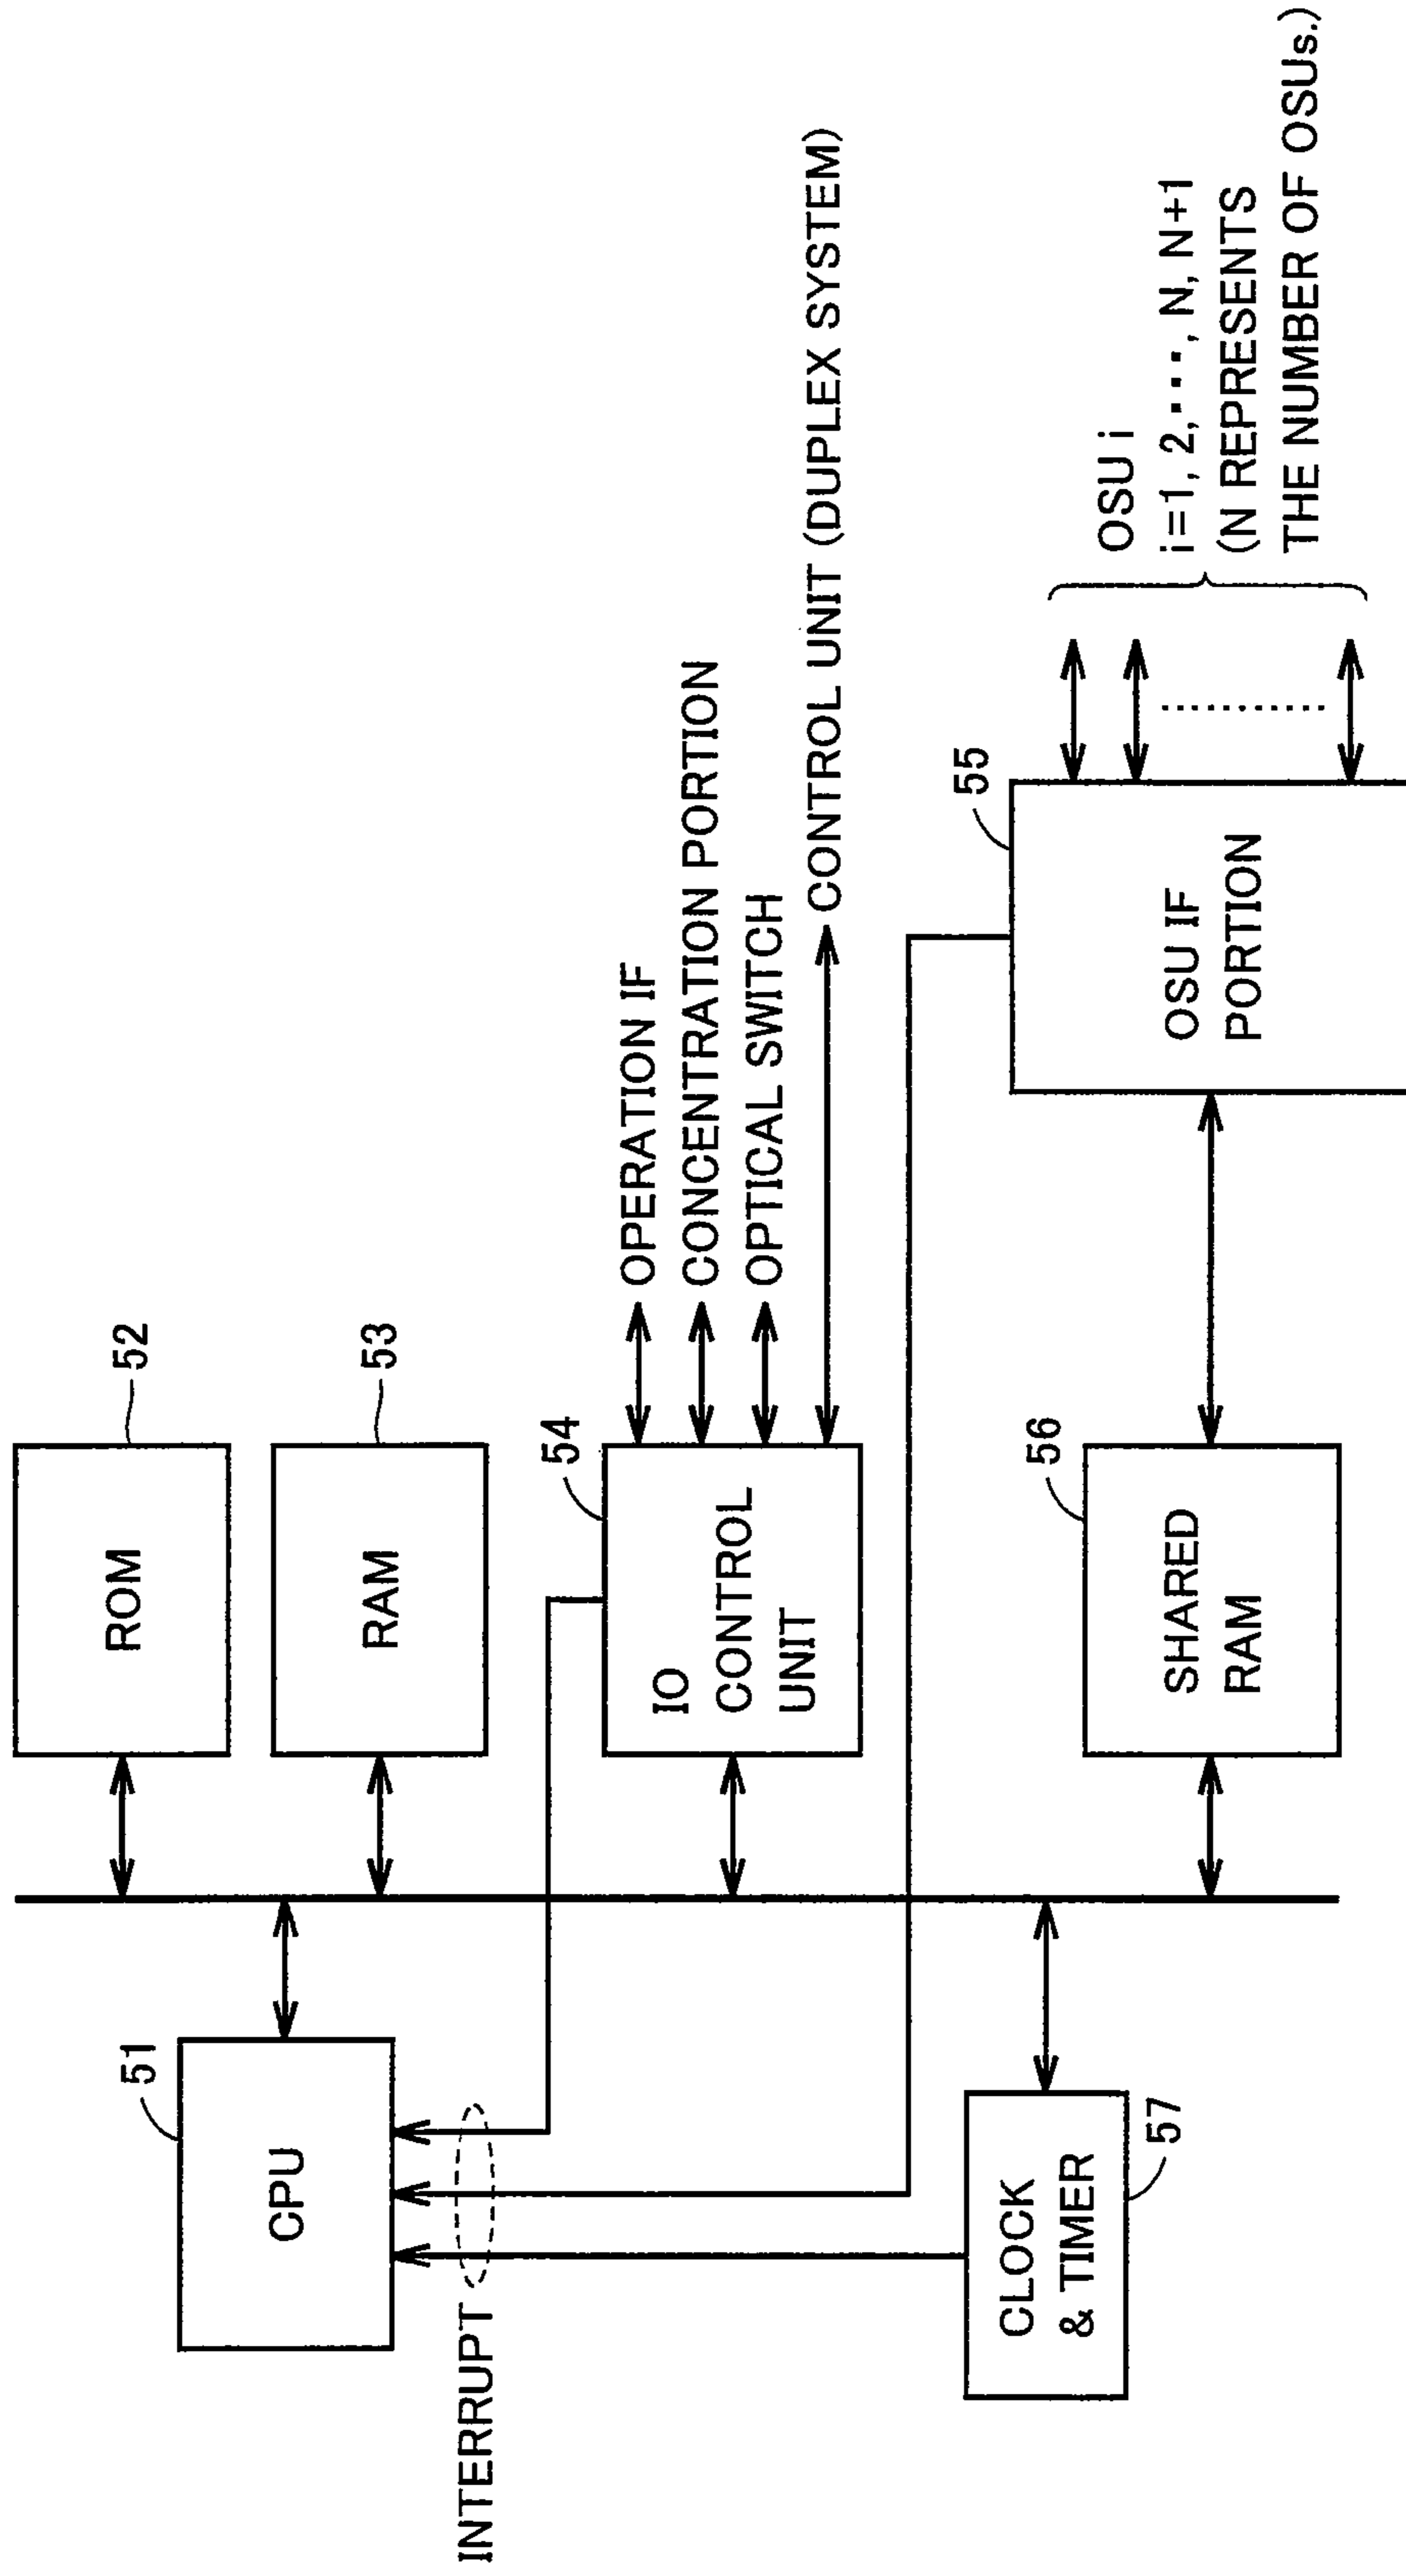 52
ROM
53
RAM
51
CPU
INTERRUPT
54
IO
CONTROL
UNIT
OPERATION IF
CONCENTRATION PORTION
OPTICAL SWITCH
CONTROL UNIT (DUPLEX SYSTEM)
CLOCK
& TIMER
57
56
SHARED
RAM
55
OSU IF
PORTION
OSU i
i=1, 2,···, N, N+1
(N REPRESENTS
THE NUMBER OF OSUs.)